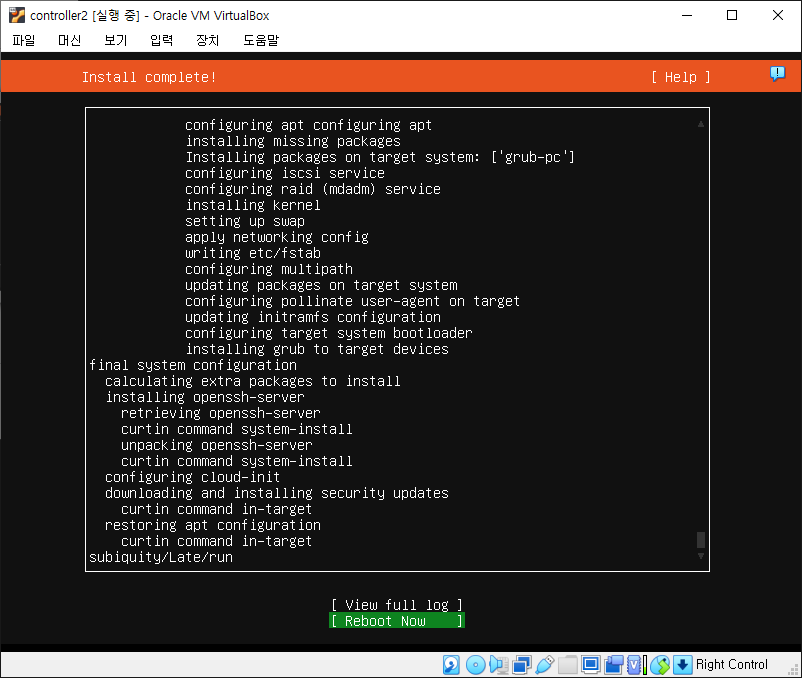 controller2 [실행 중] - Oracle VM VirtualBox
파일 머신 보기 입력 장치 도움말
Install complete! [ Help ]
configuring apt configuring apt
installing missing packages
Installing packages on target system: ['grub-pc']
configuring iscsi service
configuring raid (mdadm) service
installing kernel
setting up swap
apply networking config
writing etc/fstab
configuring multipath
updating packages on target system
configuring pollinate user-agent on target
updating initramfs configuration
configuring target system bootloader
installing grub to target devices
final system configuration
calculating extra packages to install
installing openssh-server
retrieving openssh-server
curtin command system-install
unpacking openssh-server
curtin command system-install
configuring cloud-init
downloading and installing security updates
curtin command in-target
restoring apt configuration
curtin command in-target
subiquity/Late/run
[ View full log ]
[ Reboot Now ]
Right Control